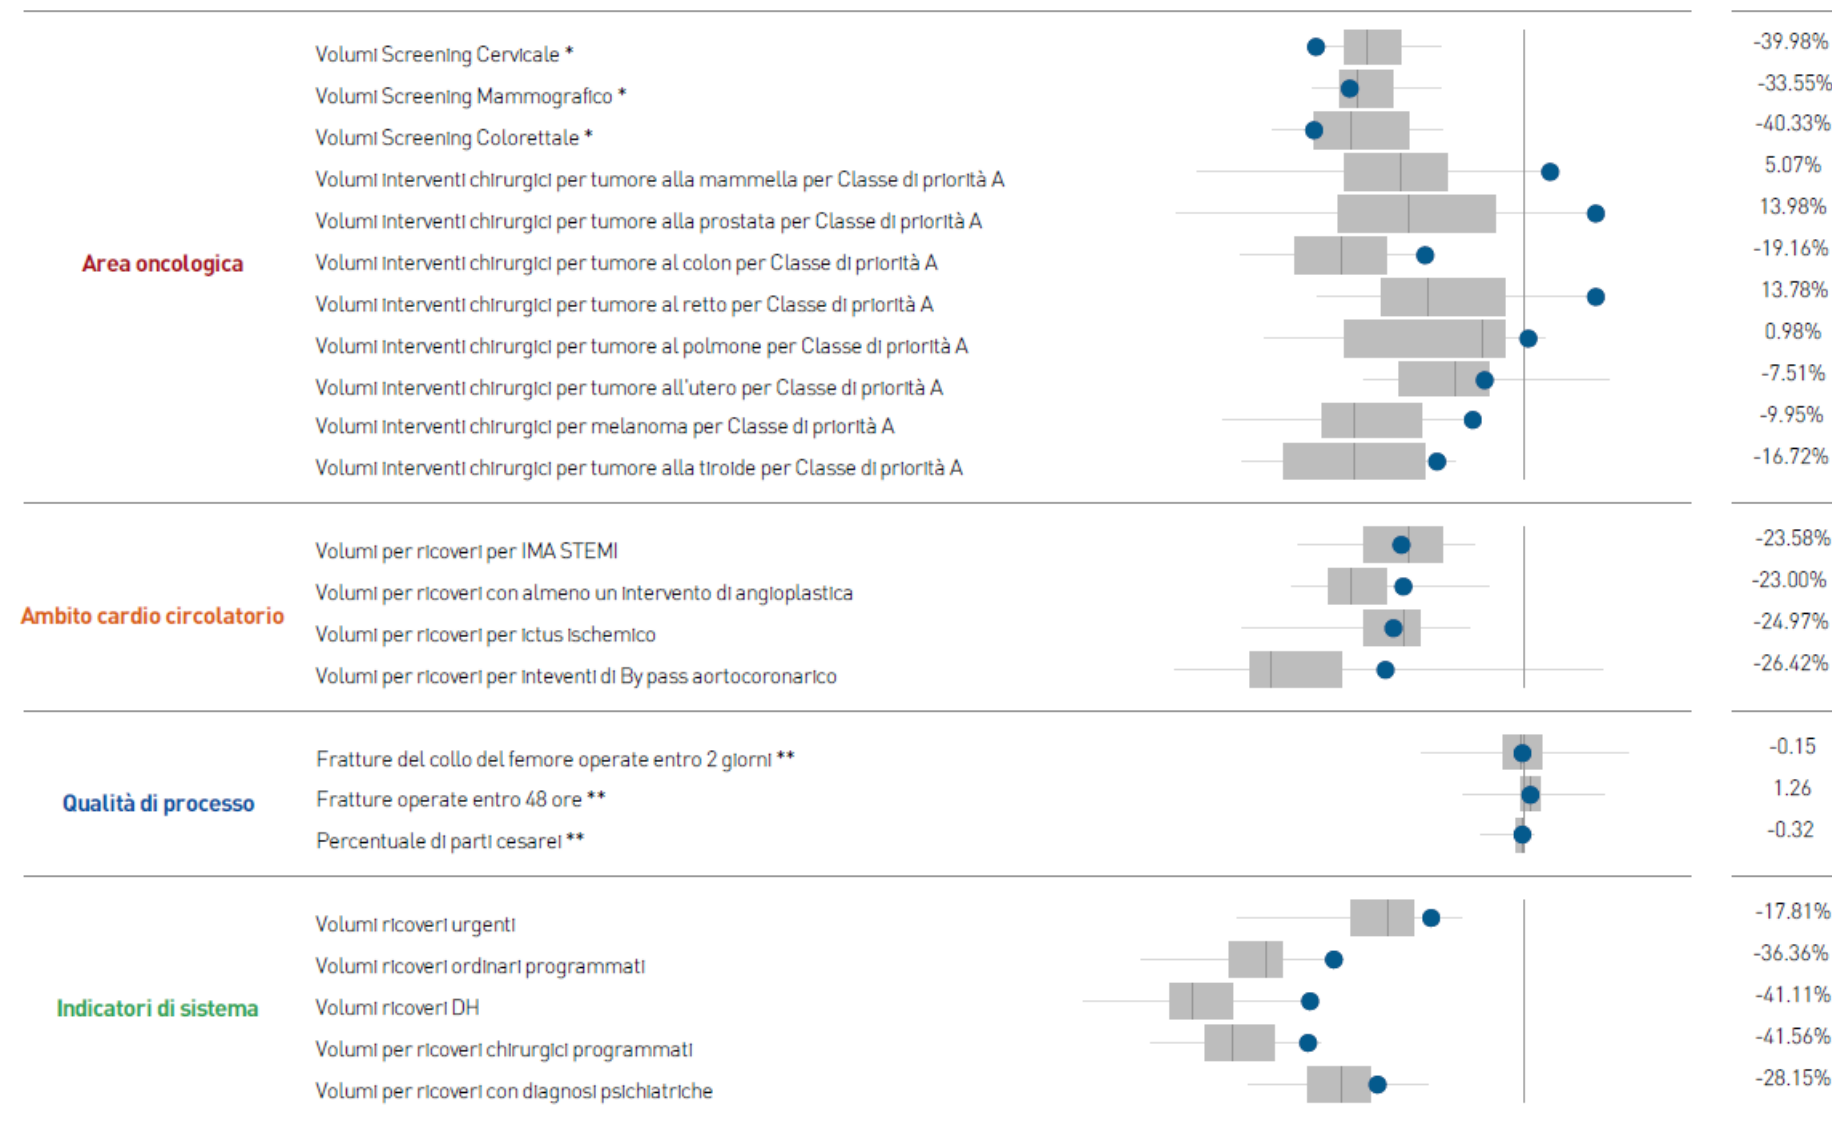 Volumi Screening Cervicale * -39.98%
Volumi Screening Mammografico * -33.55%
Volumi Screening Colorettale * -40.33%
Volumi interventi chirurgici per tumore alla mammella per Classe di priorità A 5.07%
Volumi interventi chirurgici per tumore alla prostata per Classe di priorità A 13.98%
Area oncologica Volumi interventi chirurgici per tumore al colon per Classe di priorità A -19.16%
Volumi interventi chirurgici per tumore al retto per Classe di priorità A 13.78%
Volumi interventi chirurgici per tumore al polmone per Classe di priorità A 0.98%
Volumi interventi chirurgici per tumore all'utero per Classe di priorità A -7.51%
Volumi interventi chirurgici per melanoma per Classe di priorità A -9.95%
Volumi interventi chirurgici per tumore alla tiroide per Classe di priorità A -16.72%
Volumi per ricoveri per IMA STEMI -23.58%
Volumi per ricoveri con almeno un intervento di angioplastica -23.00%
Ambito cardio circolatorio
Volumi per ricoveri per ictus ischemico -24.97%
Volumi per ricoveri per inteventi di By pass aortocoronarico -26.42%
Fratture del collo del femore operate entro 2 giorni ** -0.15
Qualità di processo Fratture operate entro 48 ore ** 1.26
Percentuale di parti cesarei ** -0.32
Volumi ricoveri urgenti -17.81%
Volumi ricoveri ordinari programmati -36.36%
Indicatori di sistema Volumi ricoveri DH -41.11%
Volumi per ricoveri chirurgici programmati -41.56%
Volumi per ricoveri con diagnosi psichiatriche -28.15%